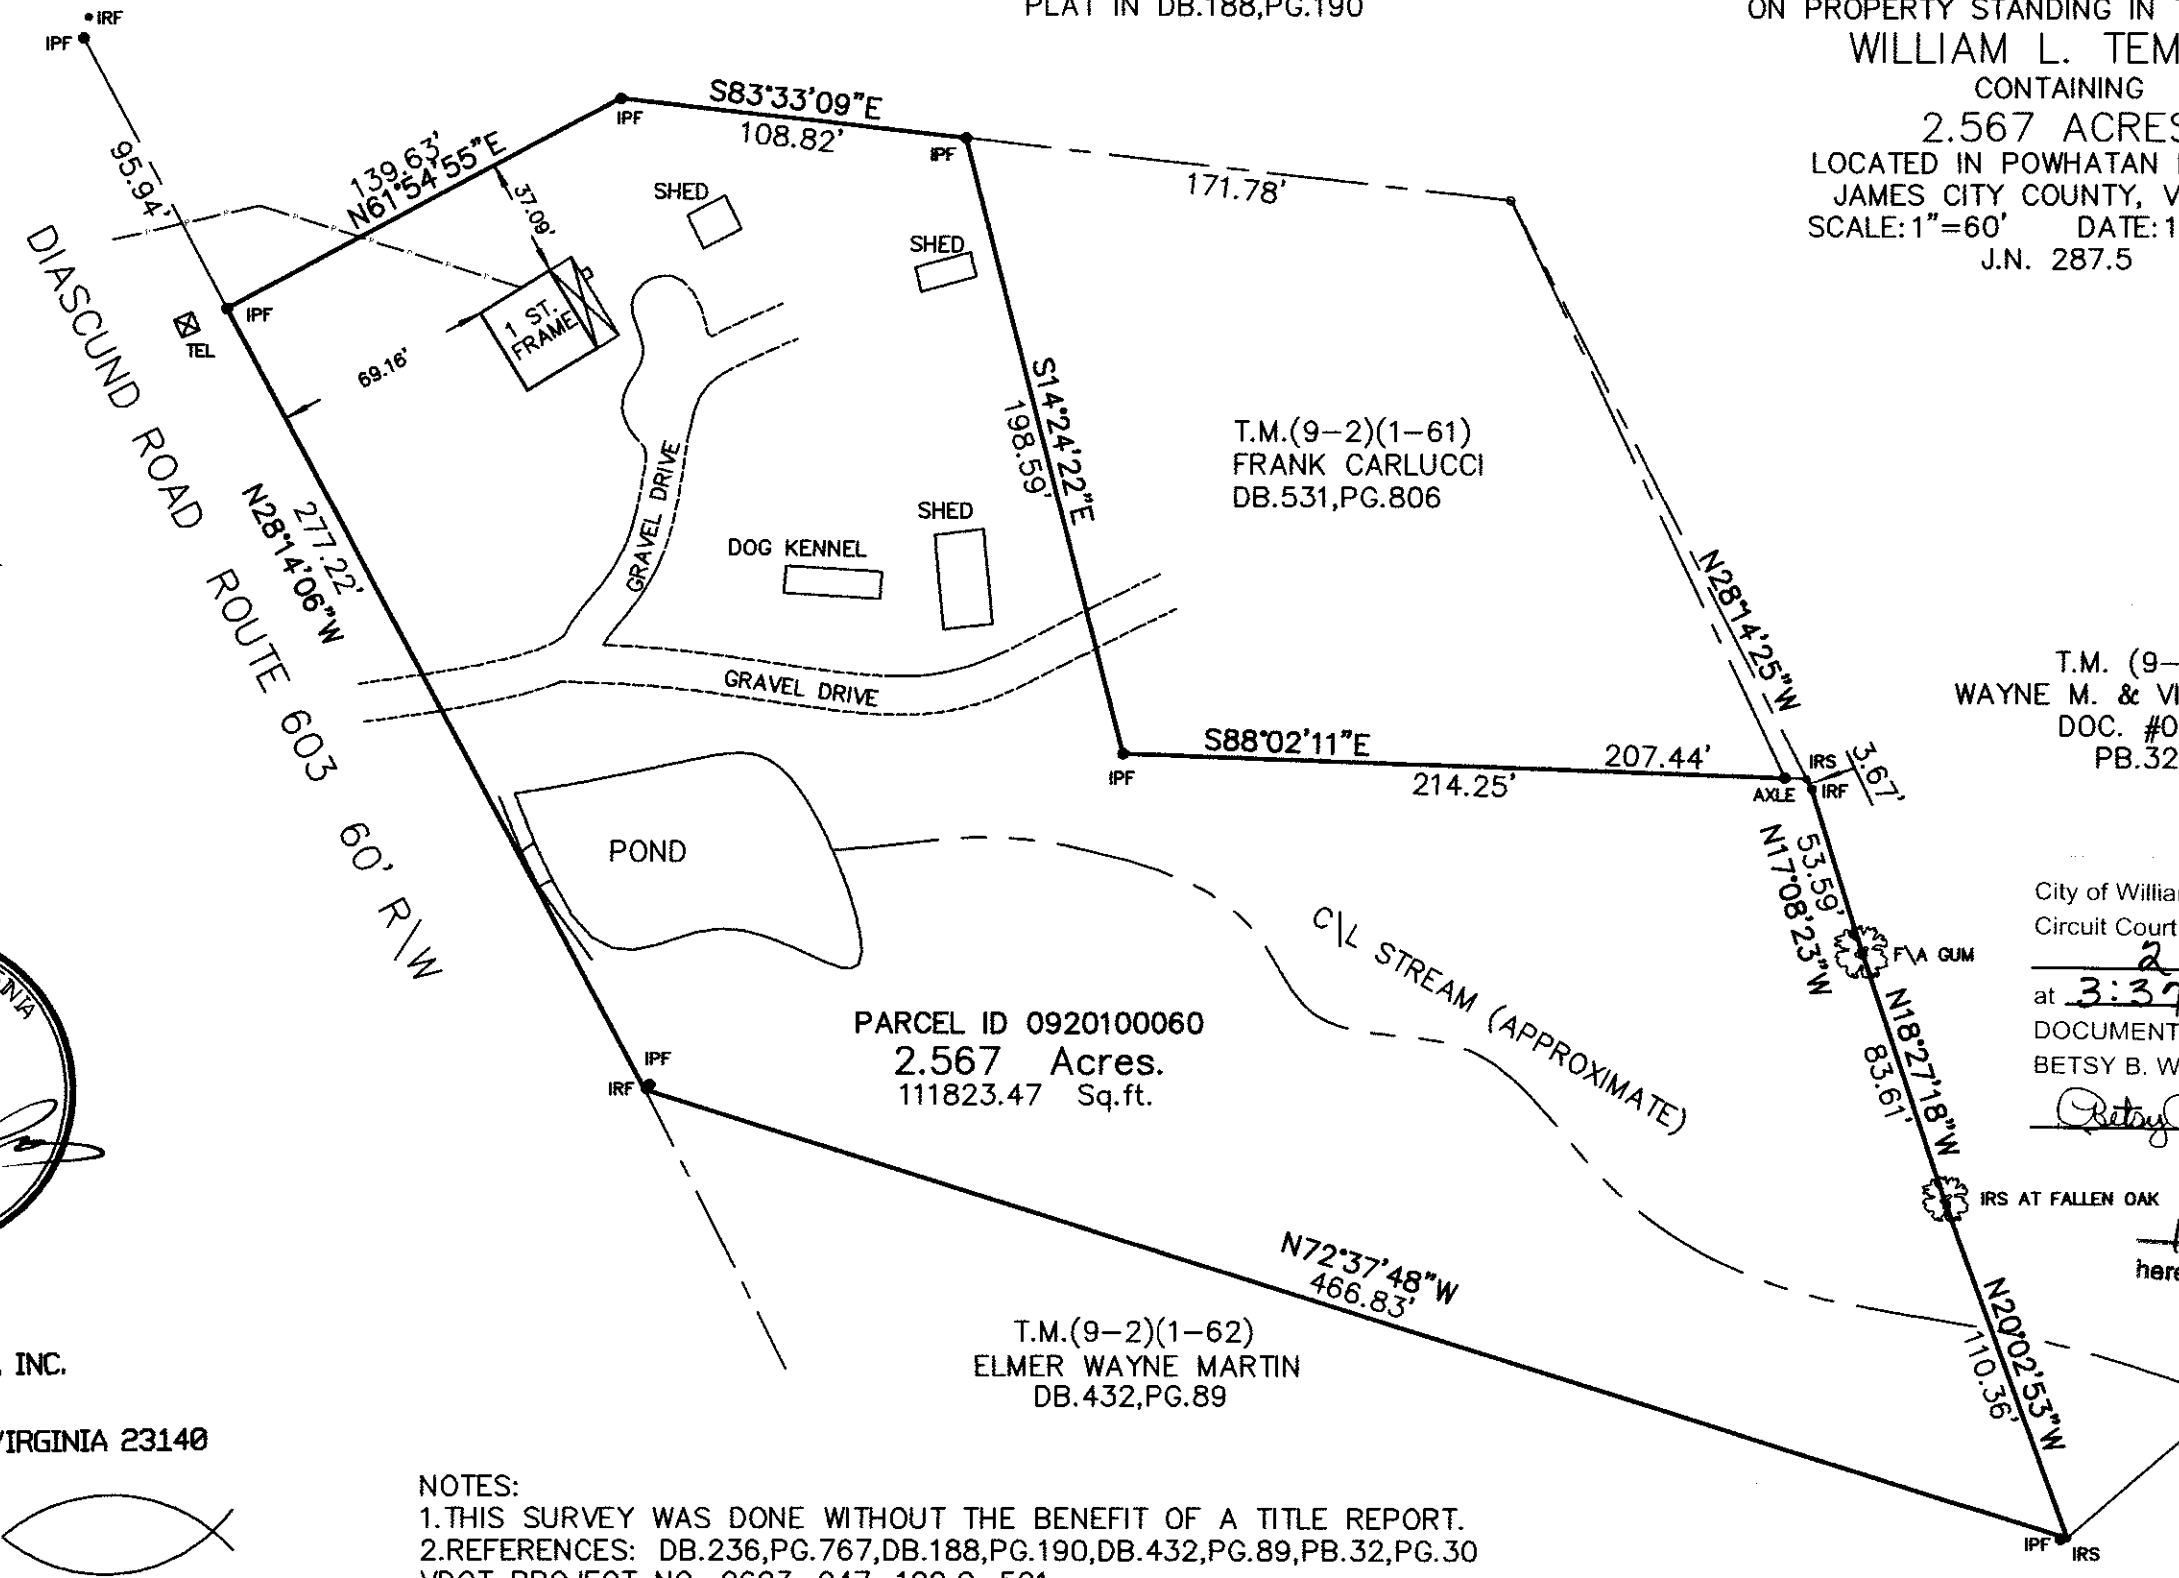 PLAT IN DB.188,PG.190
ON PROPERTY STANDING IN
WILLIAM L. TEM
CONTAINING
2.567 ACRES
LOCATED IN POWHATAN
JAMES CITY COUNTY, V
SCALE: 1"=60' DATE: 1
J.N. 287.5
IRF
IPF
95.94'
139.63'
N61°54'55"E
IPF
S83°33'09"E
108.82'
IPF
171.78'
37.09'
SHED
SHED
IPF
TEL
1 ST.
FRAME
69.16'
DIASCUND ROAD ROUTE 603 60' R\W
277.22'
N28°14'06"W
GRAVEL DRIVE
S14°24'22"E
198.59'
T.M.(9-2)(1-61)
FRANK CARLUCCI
DB.531,PG.806
SHED
DOG KENNEL
GRAVEL DRIVE
N28°14'25"W
T.M. (9-
WAYNE M. & VI
DOC. #0
PB.32
S88°02'11"E
207.44'
214.25'
IPF
AXLE
IRS
IRF
3.67'
POND
53.59'
N17°08'23"W
F\A GUM
C\L STREAM (APPROXIMATE)
City of Willia
Circuit Court
2
at 3:37
DOCUMENT
BETSY B. W
Betsy
N18°27'18"W
83.61'
IRS AT FALLEN OAK
here
PARCEL ID 0920100060
2.567 Acres.
111823.47 Sq.ft.
IPF
IRF
N72°37'48"W
466.83'
N20°02'53"W
110.36'
T.M.(9-2)(1-62)
ELMER WAYNE MARTIN
DB.432,PG.89
INC.
VIRGINIA 23140
IPF
IRS
NOTES:
1.THIS SURVEY WAS DONE WITHOUT THE BENEFIT OF A TITLE REPORT.
2.REFERENCES: DB.236,PG.767,DB.188,PG.190,DB.432,PG.89,PB.32,PG.30